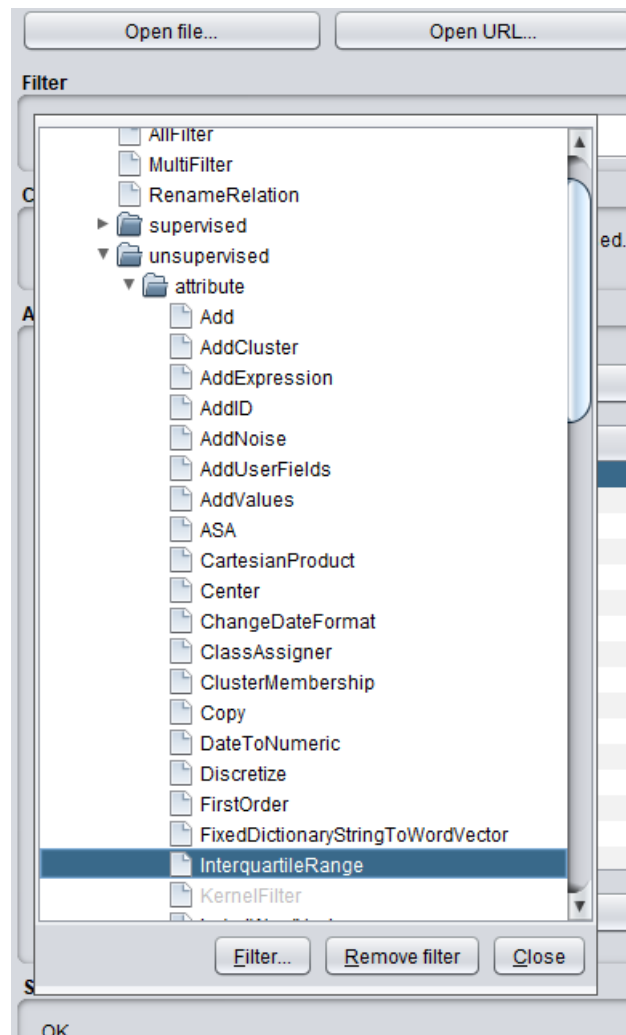 Open file... Open URL...
Filter
AllFilter
MultiFilter
RenameRelation
C
supervised
ed.
unsupervised
attribute
A
Add
AddCluster
AddExpression
AddID
AddNoise
AddUserFields
AddValues
ASA
CartesianProduct
Center
ChangeDateFormat
ClassAssigner
ClusterMembership
Copy
DateToNumeric
Discretize
FirstOrder
FixedDictionaryStringToWordVector
InterquartileRange
KernelFilter
Filter... Remove filter Close
S
OK